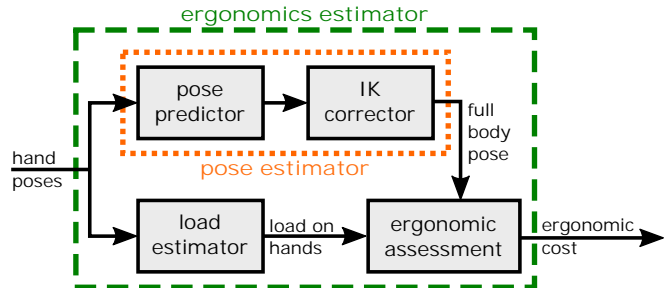 ergonomics estimator
pose
predictor
IK
corrector
full
body
pose
pose estimator
hand
poses
load
estimator
load on
hands
ergonomic
assessment
ergonomic
cost